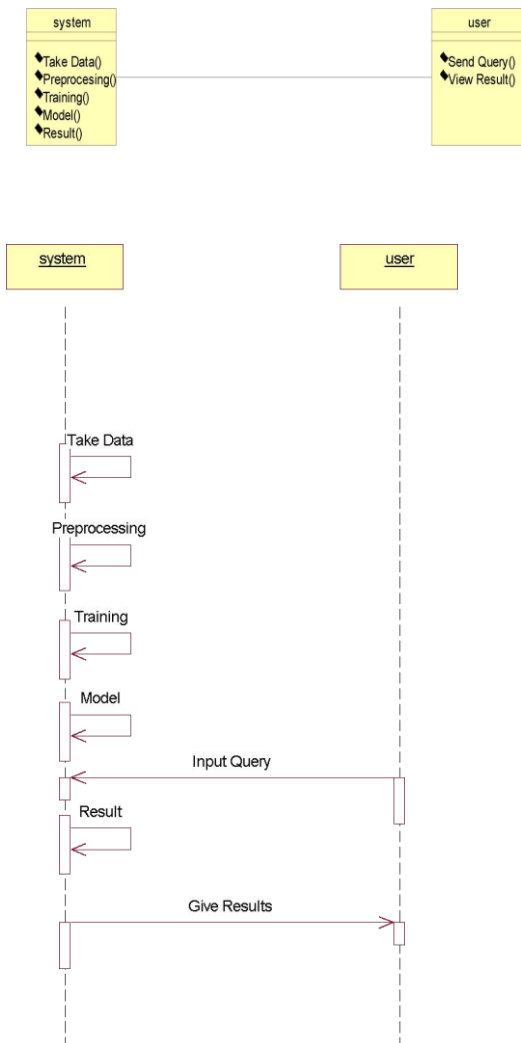 system
Take Data()
Preprocesing()
Training()
Model()
Result()
user
Send Query()
View Result()
system
user
Take Data
Preprocessing
Training
Model
Input Query
Result
Give Results